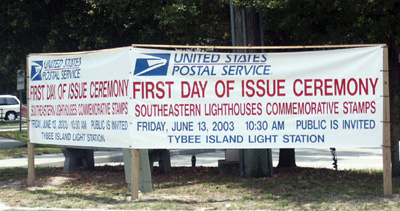 UNITED STATES
POSTAL SERVICE
FIRST DAY OF ISSUE CEREMONY
SOUTHEASTERN LIGHTHOUSES COMMEMORATIVE STAMPS
FRIDAY, JUNE 13, 2003 10:30 AM PUBLIC IS INVITED
TYBEE ISLAND LIGHT STATION
UNITED STATES
POSTAL SERVICE®
FIRST DAY OF ISSUE CEREMONY
SOUTHEASTERN LIGHTHOUSES COMMEMORATIVE STAMPS
FRIDAY, JUNE 13, 2003 10:30 AM PUBLIC IS INVITED
TYBEE ISLAND LIGHT STATION